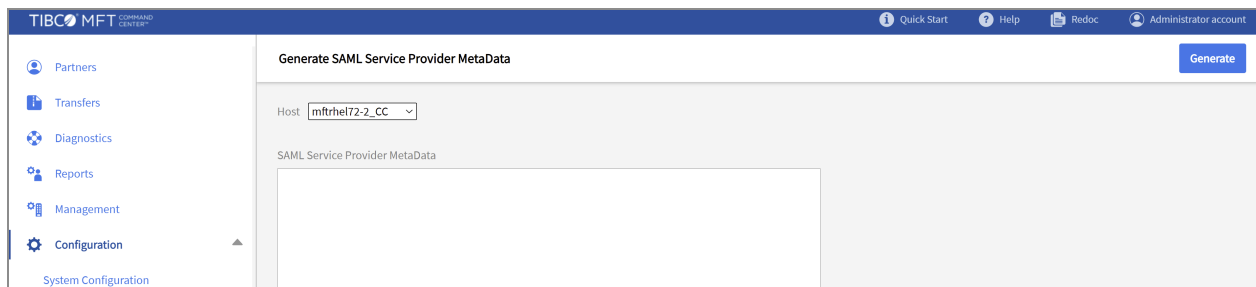 TIBCO MFT COMMAND CENTER™
Quick Start
Help
Redoc
Administrator account
Partners
Transfers
Diagnostics
Reports
Management
Configuration
System Configuration
Generate SAML Service Provider MetaData
Generate
Host mftrhel72-2_CC
SAML Service Provider MetaData